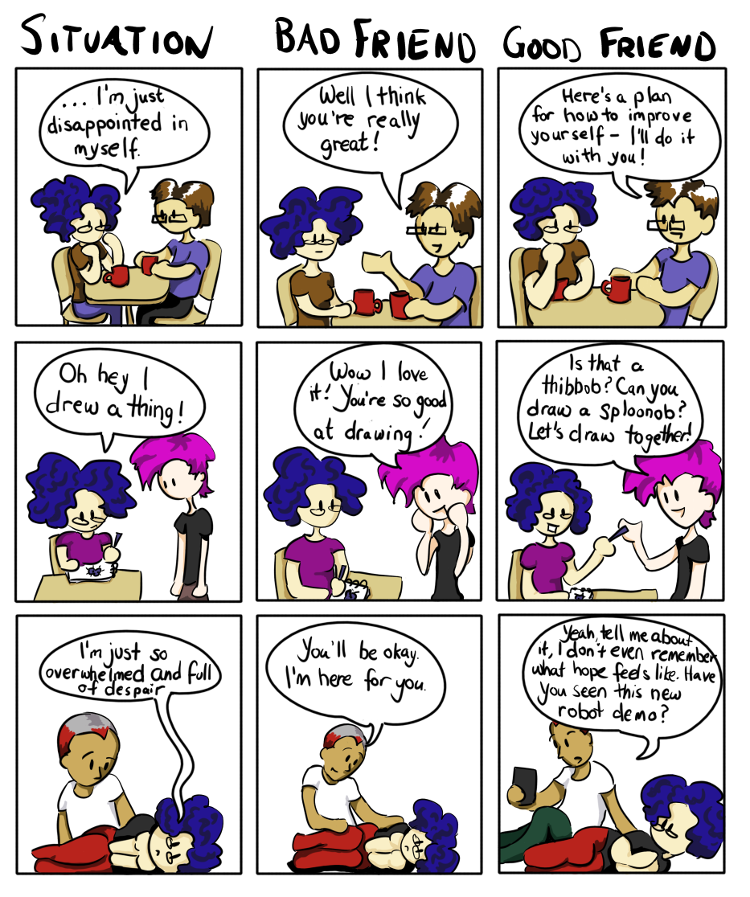 SITUATION
BAD FRIEND
GOOD FRIEND
... I'm just
disappointed in
myself.
Well I think
you're really
great!
Here's a plan
for how to improve
yourself - I'll do it
with you!
Oh hey I
drew a thing!
Wow I love
it! You're so good
at drawing!
Is that a
thibbob? Can you
draw a sploonob?
Let's draw together!
I'm just so
overwhelmed and full
of despair
You'll be okay.
I'm here for you.
Yeah, tell me about
it, I don't even remember
what hope feels like. Have
you seen this new
robot demo?